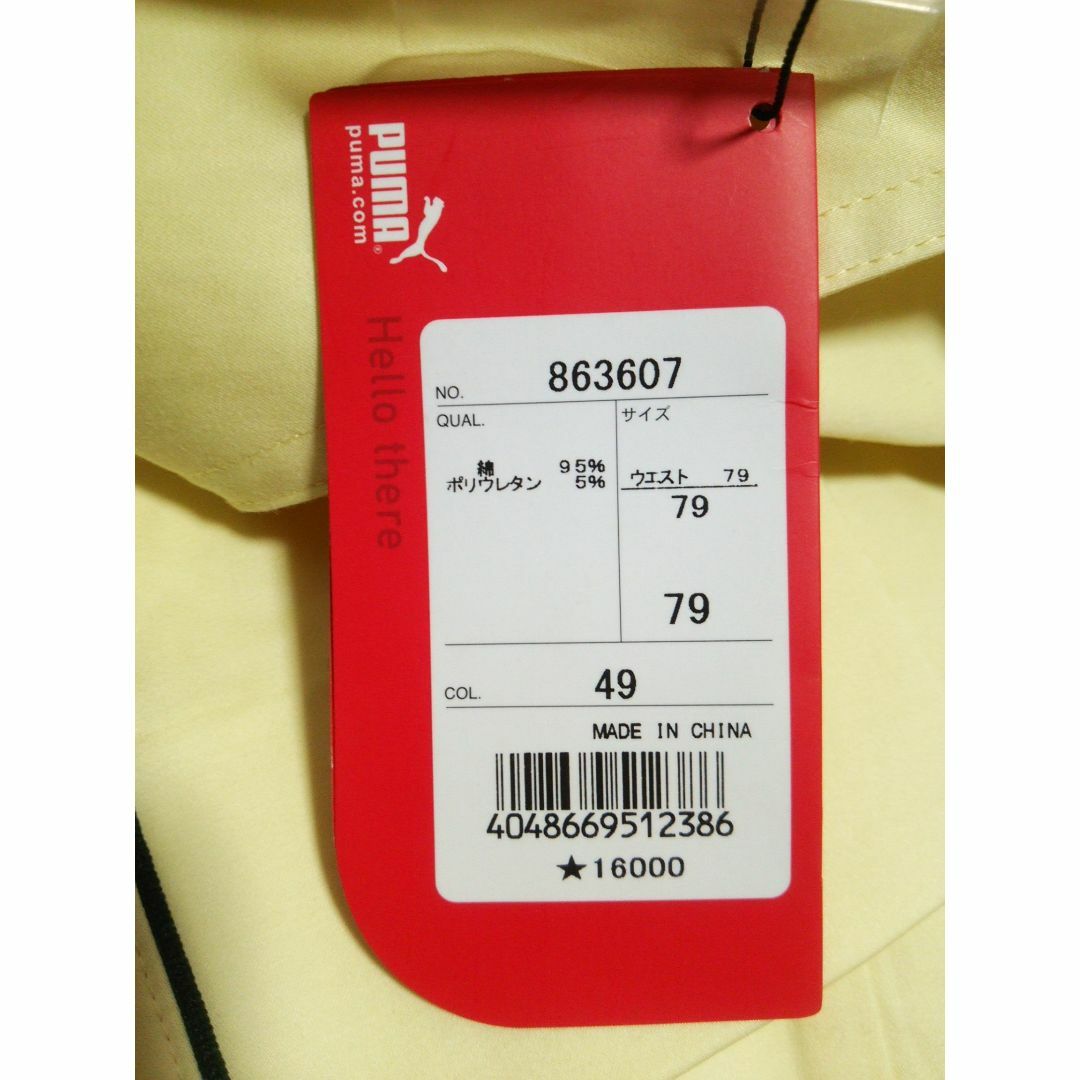 PUMA®
puma.com
Hello there
NO. 863607
QUAL.
サイズ
綿 95%
ポリウレタン 5%
ウエスト 79
79
79
COL. 49
MADE IN CHINA
4048669512386
★16000